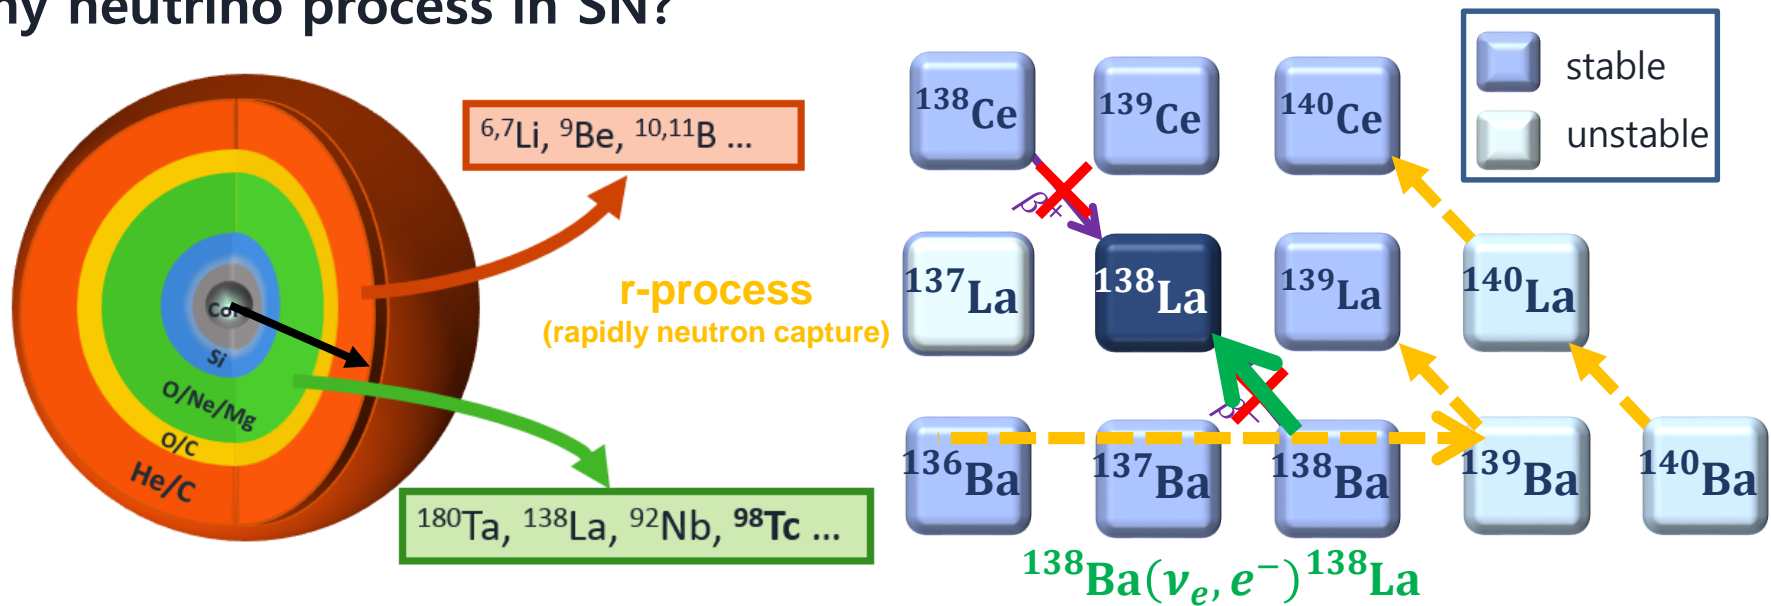 ny neutrino process in SN?
⁶,⁷Li, ⁹Be, ¹⁰,¹¹B ...
Si
O/Ne/Mg
O/C
He/C
¹⁸⁰Ta, ¹³⁸La, ⁹²Nb, ⁹⁸Tc ...
r-process
(rapidly neutron capture)
stable
unstable
¹³⁸Ce ¹³⁹Ce ¹⁴⁰Ce
β+
¹³⁷La ¹³⁸La ¹³⁹La ¹⁴⁰La
¹³⁶Ba ¹³⁷Ba ¹³⁸Ba ¹³⁹Ba ¹⁴⁰Ba
¹³⁸Ba(νₑ, e⁻)¹³⁸La